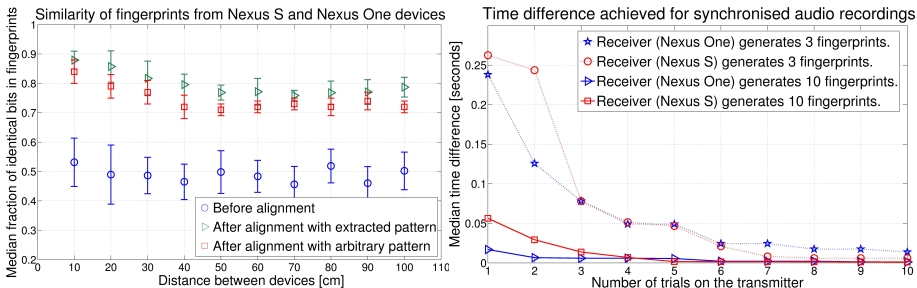 Similarity of fingerprints from Nexus S and Nexus One devices
Median fraction of identical bits in fingerprints
1
0.9
0.8
0.7
0.6
0.5
0.4
0.3
0.2
0 10 20 30 40 50 60 70 80 90 100 110
Distance between devices [cm]
Before alignment
After alignment with extracted pattern
After alignment with arbitrary pattern
Time difference achieved for synchronised audio recordings
Median time difference [seconds]
0.25
0.2
0.15
0.1
0.05
0
1 2 3 4 5 6 7 8 9 10
Number of trials on the transmitter
Receiver (Nexus One) generates 3 fingerprints.
Receiver (Nexus S) generates 3 fingerprints.
Receiver (Nexus One) generates 10 fingerprints.
Receiver (Nexus S) generates 10 fingerprints.